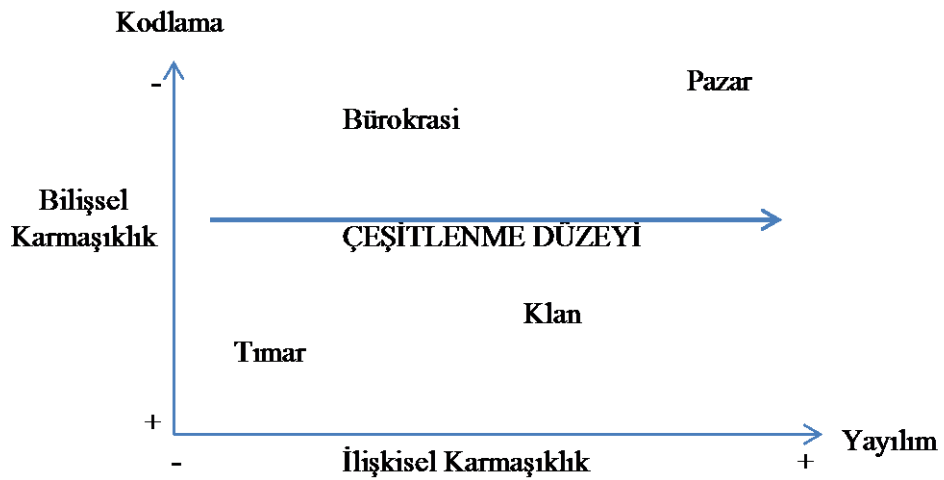 Kodlama
-
Pazar
Bürokrasi
Bilişsel
Karmaşıklık
ÇEŞİTLENME DÜZEYİ
Klan
Tımar
+
Yayılım
-
İlişkisel Karmaşıklık
+